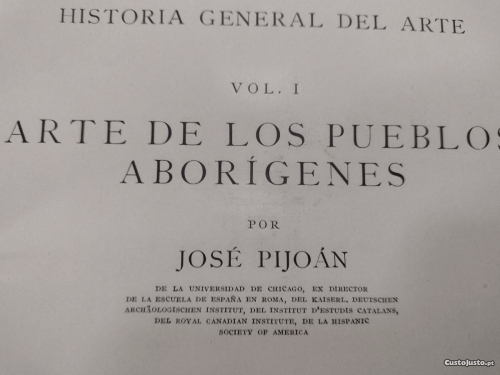 HISTORIA GENERAL DEL ARTE
VOL. I
ARTE DE LOS PUEBLOS
ABORÍGENES
POR
JOSÉ PIJOÁN
DE LA UNIVERSIDAD DE CHICAGO, EX DIRECTOR
DE LA ESCUELA DE ESPAÑA EN ROMA, DEL KAISERL. DEUTSCHEN
ARCHÄOLOGISCHEN INSTITUT, DEL INSTITUT D'ESTUDIS CATALANS,
DEL ROYAL CANADIAN INSTITUTE, DE LA HISPANIC
SOCIETY OF AMERICA
CustoJusto.pt